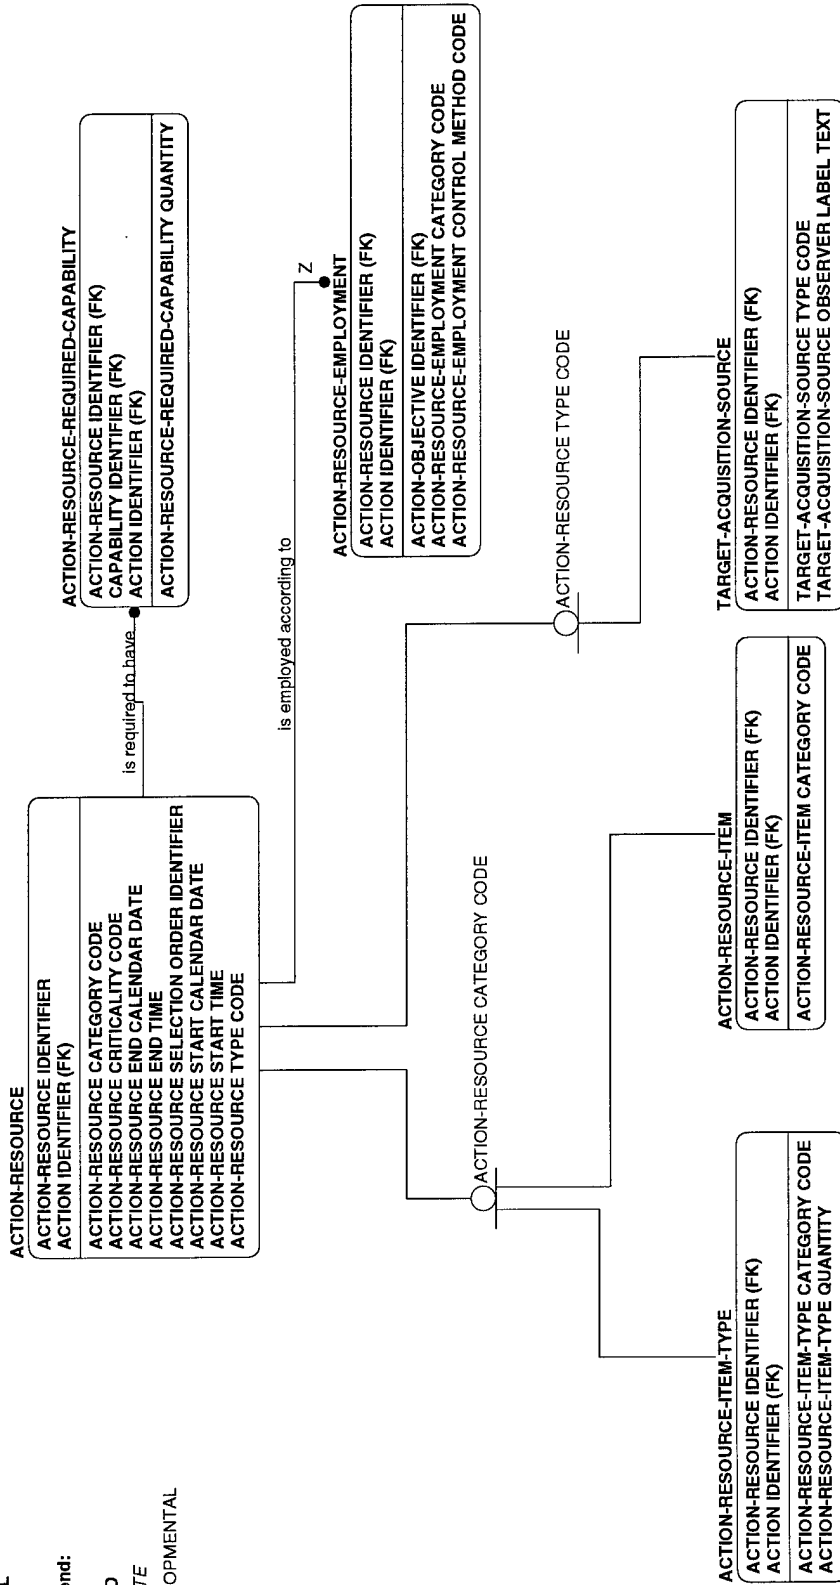 ACTION-RESOURCE
ACTION-RESOURCE IDENTIFIER
ACTION IDENTIFIER (FK)
ACTION-RESOURCE CATEGORY CODE
ACTION-RESOURCE CRITICALITY CODE
ACTION-RESOURCE END CALENDAR DATE
ACTION-RESOURCE END TIME
ACTION-RESOURCE SELECTION ORDER IDENTIFIER
ACTION-RESOURCE START CALENDAR DATE
ACTION-RESOURCE START TIME
ACTION-RESOURCE TYPE CODE
is required to have
ACTION-RESOURCE-REQUIRED-CAPABILITY
ACTION-RESOURCE IDENTIFIER (FK)
CAPABILITY IDENTIFIER (FK)
ACTION IDENTIFIER (FK)
ACTION-RESOURCE-REQUIRED-CAPABILITY QUANTITY
is employed according to
Z
ACTION-RESOURCE-EMPLOYMENT
ACTION-RESOURCE IDENTIFIER (FK)
ACTION IDENTIFIER (FK)
ACTION-OBJECTIVE IDENTIFIER (FK)
ACTION-RESOURCE-EMPLOYMENT CATEGORY CODE
ACTION-RESOURCE-EMPLOYMENT CONTROL METHOD CODE
ACTION-RESOURCE CATEGORY CODE
ACTION-RESOURCE TYPE CODE
ACTION-RESOURCE-ITEM-TYPE
ACTION-RESOURCE IDENTIFIER (FK)
ACTION IDENTIFIER (FK)
ACTION-RESOURCE-ITEM-TYPE CATEGORY CODE
ACTION-RESOURCE-ITEM-TYPE QUANTITY
ACTION-RESOURCE-ITEM
ACTION-RESOURCE IDENTIFIER (FK)
ACTION IDENTIFIER (FK)
ACTION-RESOURCE-ITEM CATEGORY CODE
TARGET-ACQUISITION-SOURCE
ACTION-RESOURCE IDENTIFIER (FK)
ACTION IDENTIFIER (FK)
TARGET-ACQUISITION-SOURCE TYPE CODE
TARGET-ACQUISITION-SOURCE OBSERVER LABEL TEXT